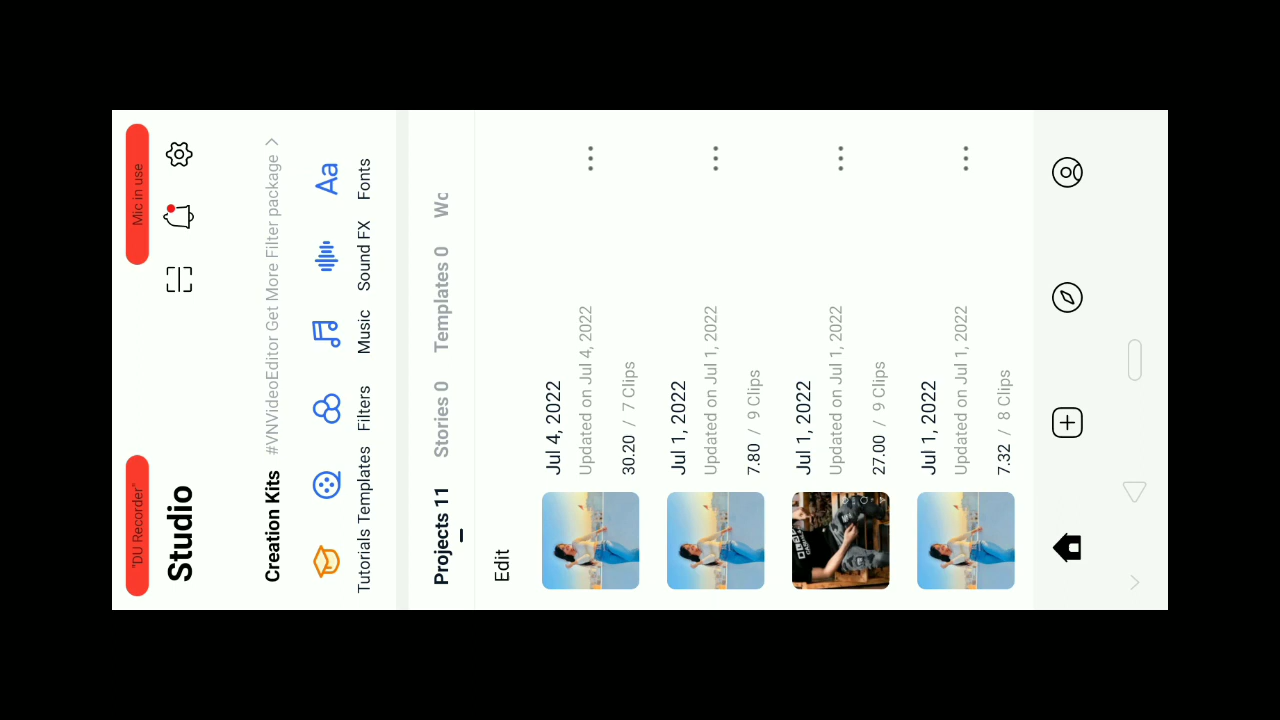 "DU Recorder" Mic in use
Studio
Creation Kits #VNVideoEditor Get More Filter package >
Tutorials Templates Filters Music Sound FX Aa Fonts
Projects 11 Stories 0 Templates 0 Wo
Edit
Jul 4, 2022
Updated on Jul 4, 2022
30.20 / 7 Clips
Jul 1, 2022
Updated on Jul 1, 2022
7.80 / 9 Clips
Jul 1, 2022
Updated on Jul 1, 2022
27.00 / 9 Clips
Jul 1, 2022
Updated on Jul 1, 2022
7.32 / 8 Clips